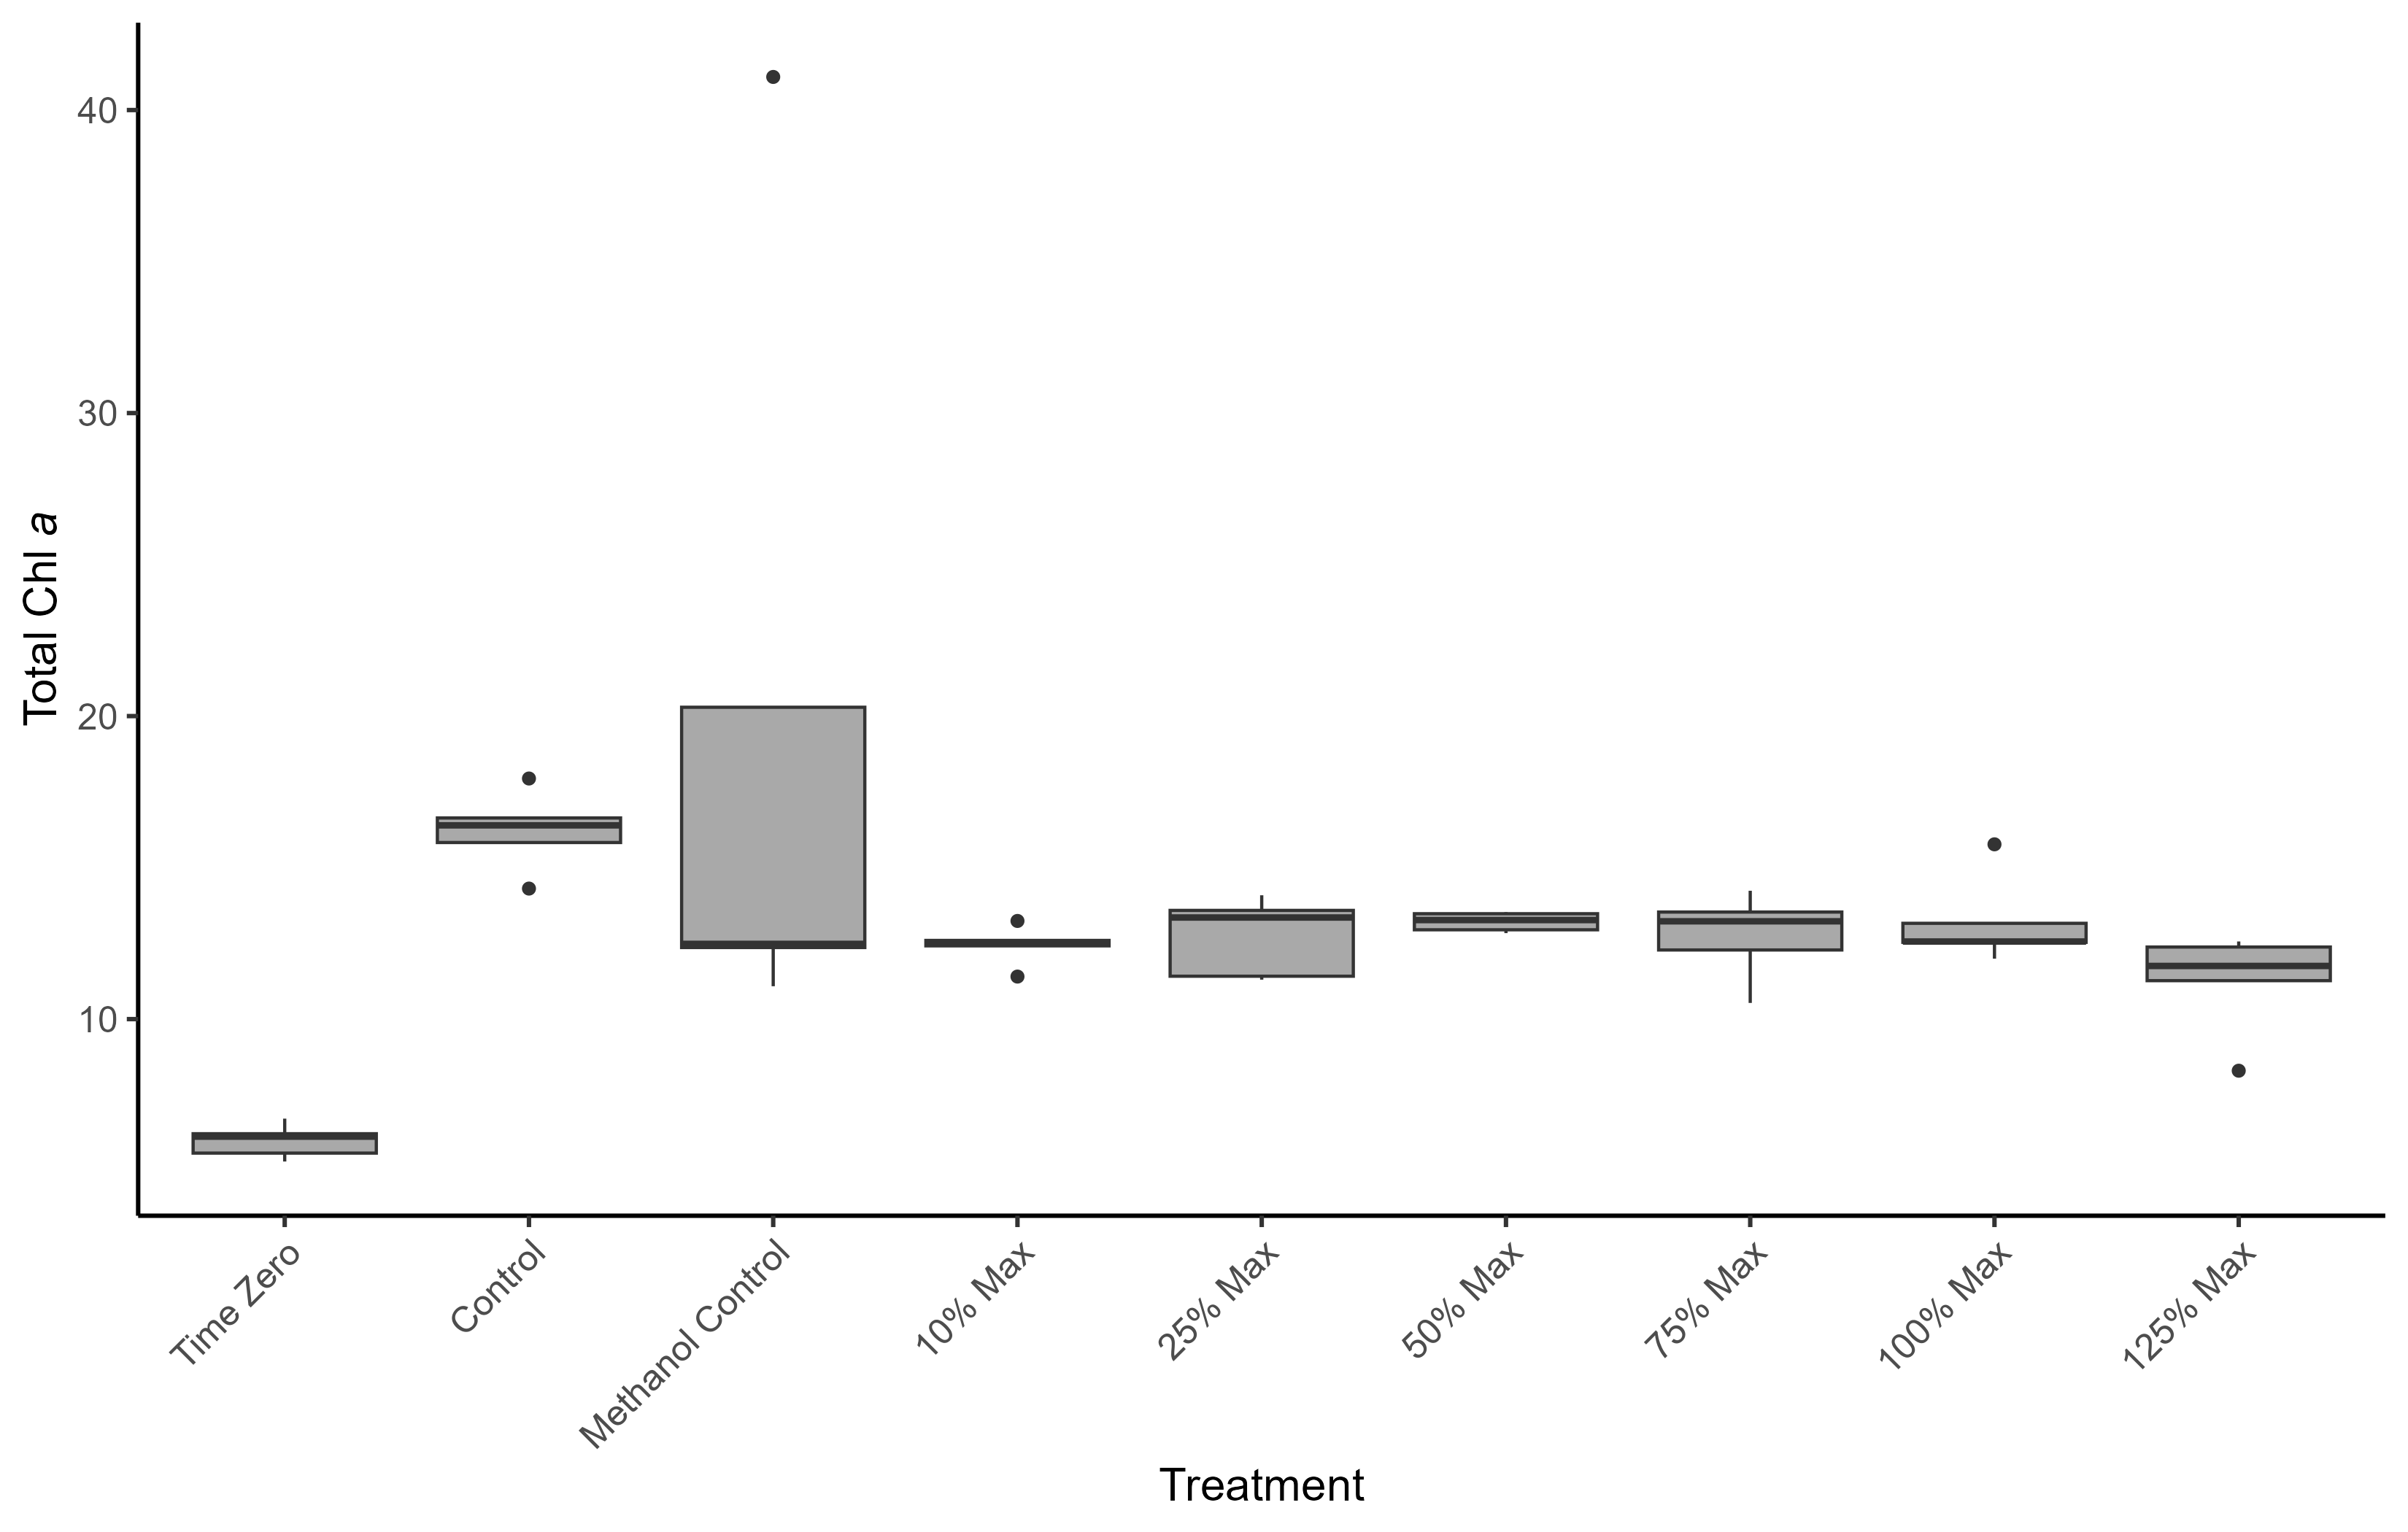 Total Chl a
40
30
20
10
Time Zero
Control
Methanol Control
10% Max
25% Max
50% Max
75% Max
100% Max
125% Max
Treatment